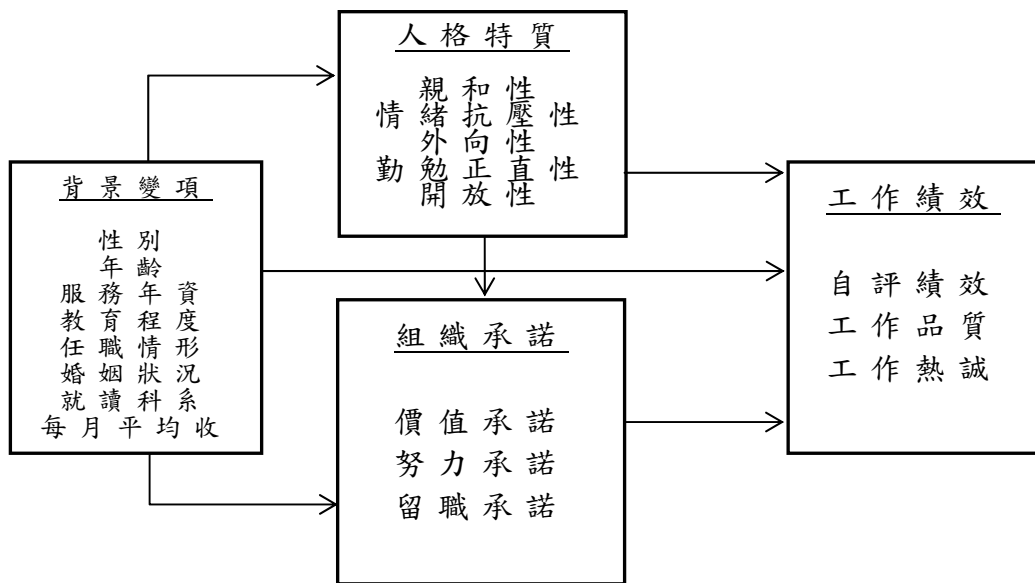 人格特質
親和性
情緒抗壓性
外向性
勤勉正直性
開放性
背景變項
性別
年齡
服務年資
教育程度
任職情形
婚姻狀況
就讀科系
每月平均收
組織承諾
價值承諾
努力承諾
留職承諾
工作績效
自評績效
工作品質
工作熱誠